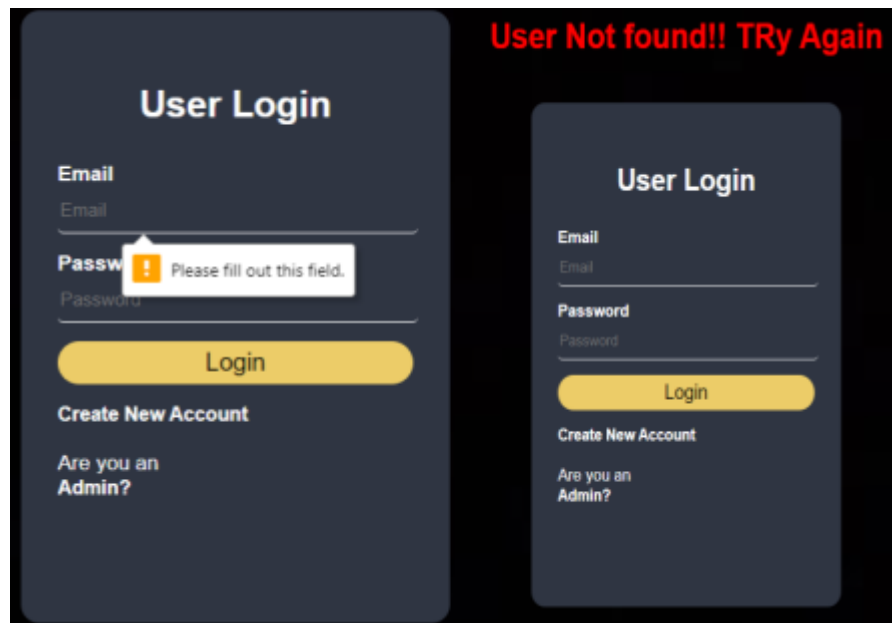 User Login
Email
Email
Please fill out this field.
Passw
Password
Login
Create New Account
Are you an
Admin?
User Not found!! TRy Again
User Login
Email
Email
Password
Password
Login
Create New Account
Are you an
Admin?